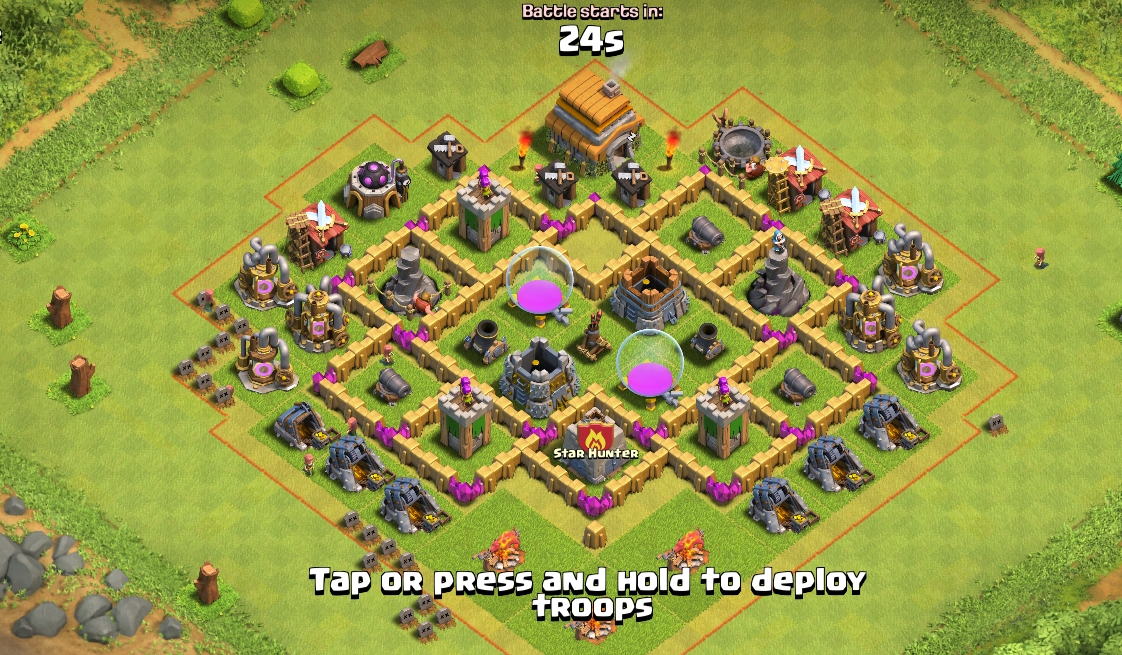 Battle starts in:
24s
Star Hunter
Tap or press and hold to deploy
troops